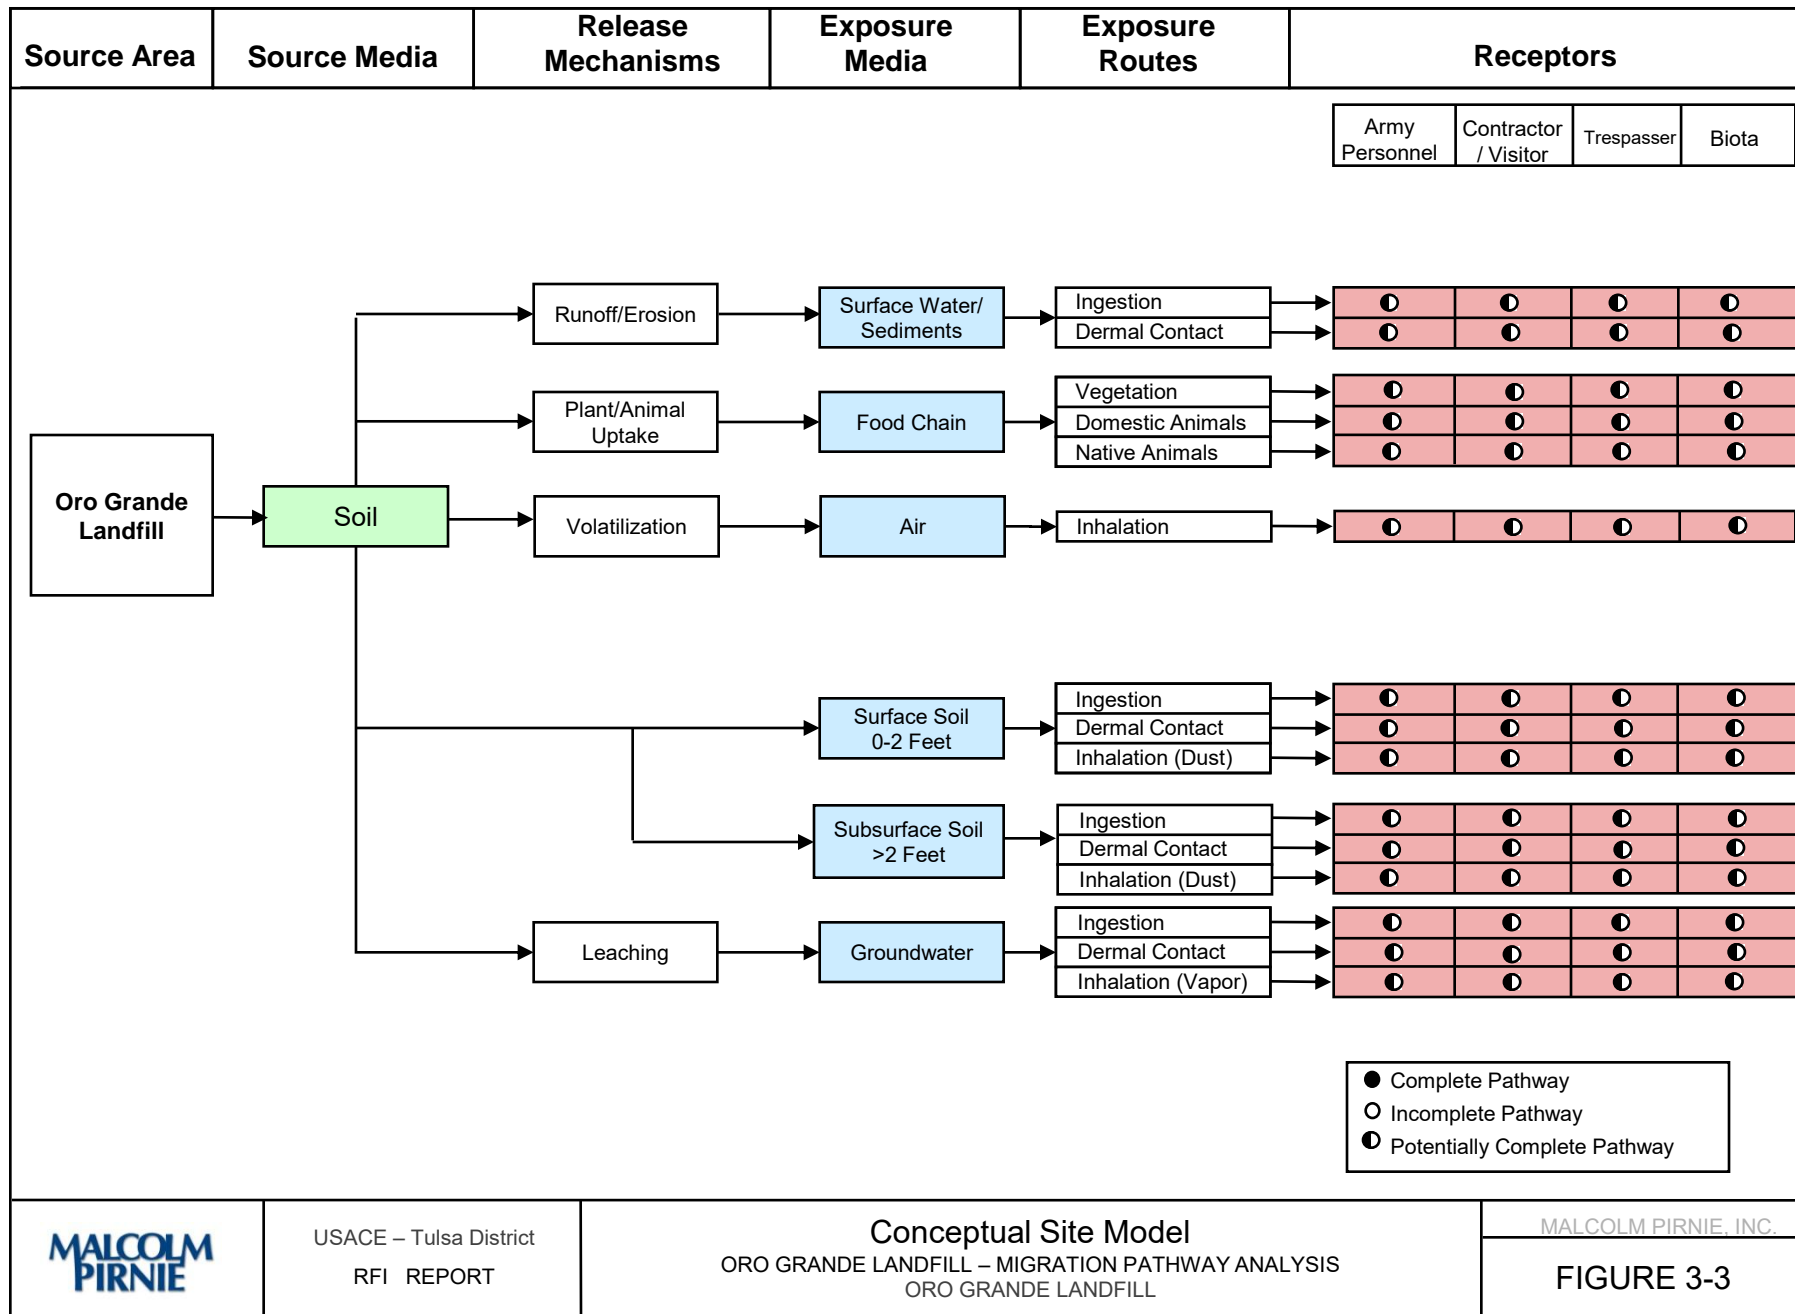 Source Area
Source Media
Release
Mechanisms
Exposure
Media
Exposure
Routes
Receptors
Army
Personnel
Contractor
/ Visitor
Trespasser
Biota
Runoff/Erosion
Surface Water/
Sediments
Ingestion
Dermal Contact
Plant/Animal
Uptake
Food Chain
Vegetation
Domestic Animals
Native Animals
Oro Grande
Landfill
Soil
Volatilization
Air
Inhalation
Surface Soil
0-2 Feet
Ingestion
Dermal Contact
Inhalation (Dust)
Subsurface Soil
>2 Feet
Ingestion
Dermal Contact
Inhalation (Dust)
Leaching
Groundwater
Ingestion
Dermal Contact
Inhalation (Vapor)
Complete Pathway
Incomplete Pathway
Potentially Complete Pathway
MALCOLM
PIRNIE
USACE – Tulsa District
RFI REPORT
Conceptual Site Model
ORO GRANDE LANDFILL – MIGRATION PATHWAY ANALYSIS
ORO GRANDE LANDFILL
MALCOLM PIRNIE, INC.
FIGURE 3-3